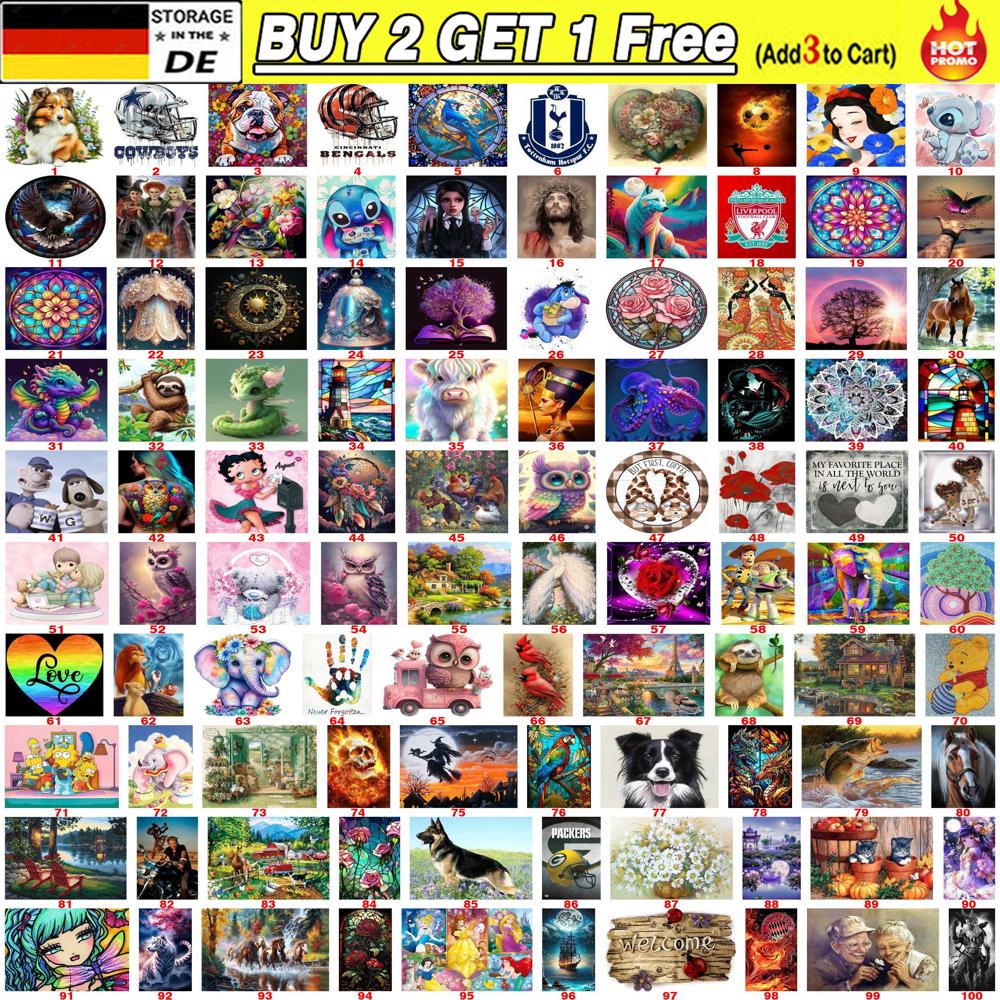 STORAGE
IN THE
DE
BUY 2 GET 1 Free
(Add 3 to Cart)
HOT
PROMO
COWBOYS
CINCINNATI
BENGALS
1882
Tottenham Hotspur F.C.
1 2 3 4 5 6 7 8 9 10
YOU'LL NEVER WALK ALONE
LIVERPOOL
FOOTBALL CLUB
EST·1892
11 12 13 14 15 16 17 18 19 20
21 22 23 24 25 26 27 28 29 30
31 32 33 34 35 36 37 38 39 40
W G
August
BUT FIRST, COFFEE
MY FAVORITE PLACE
IN ALL THE WORLD
is next to you
41 42 43 44 45 46 47 48 49 50
51 52 53 54 55 56 57 58 59 60
Love
Never Forgotten...
61 62 63 64 65 66 67 68 69 70
71 72 73 74 75 76 77 78 79 80
PACKERS
G
81 82 83 84 85 86 87 88 89 90
Welcome
91 92 93 94 95 96 97 98 99 100